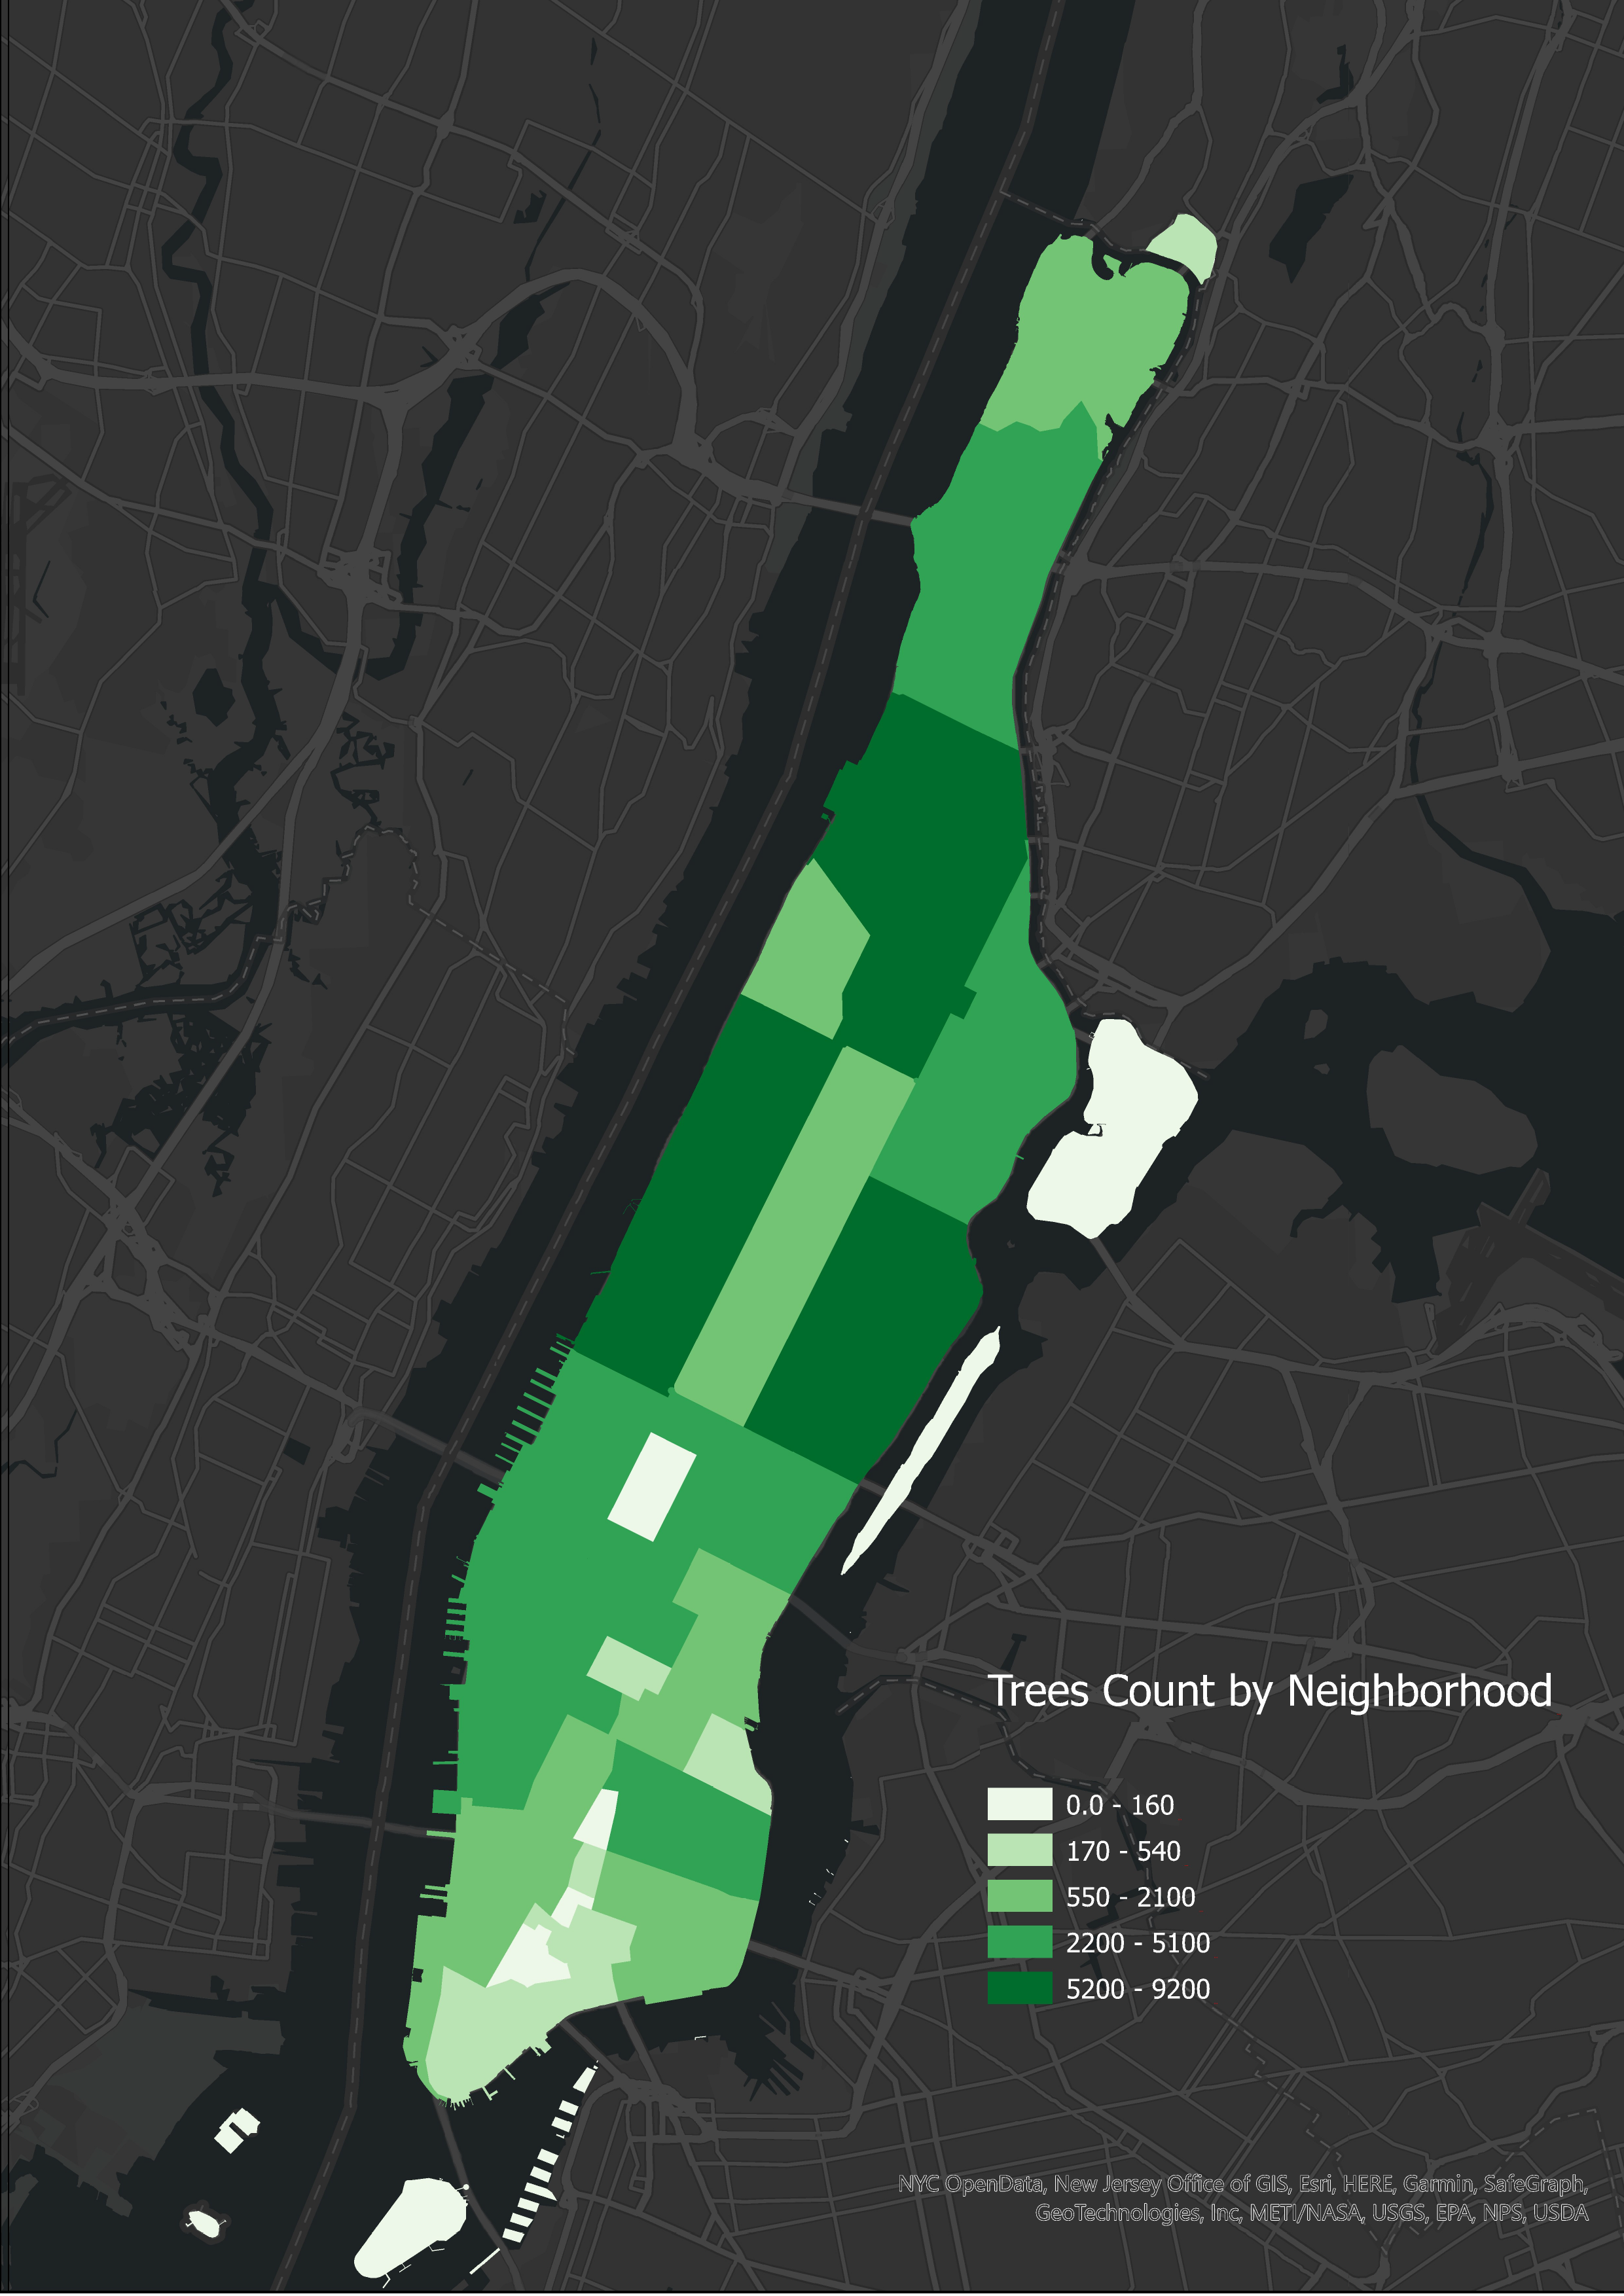 Trees Count by Neighborhood
0.0 - 160
170 - 540
550 - 2100
2200 - 5100
5200 - 9200
NYC OpenData, New Jersey Office of GIS, Esri, HERE, Garmin, SafeGraph,
GeoTechnologies, Inc, METI/NASA, USGS, EPA, NPS, USDA